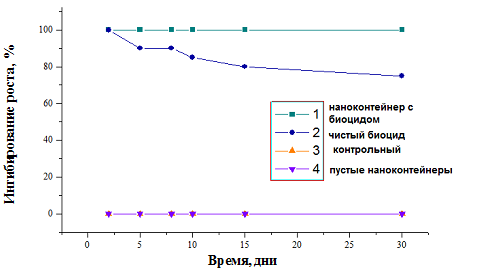 Ингибирование роста, %
100
80
60
40
20
0
1 наноконтейнер с биоцидом
2 чистый биоцид
3 контрольный
4 пустые наноконтейнеры
0 5 10 15 20 25 30
Время, дни